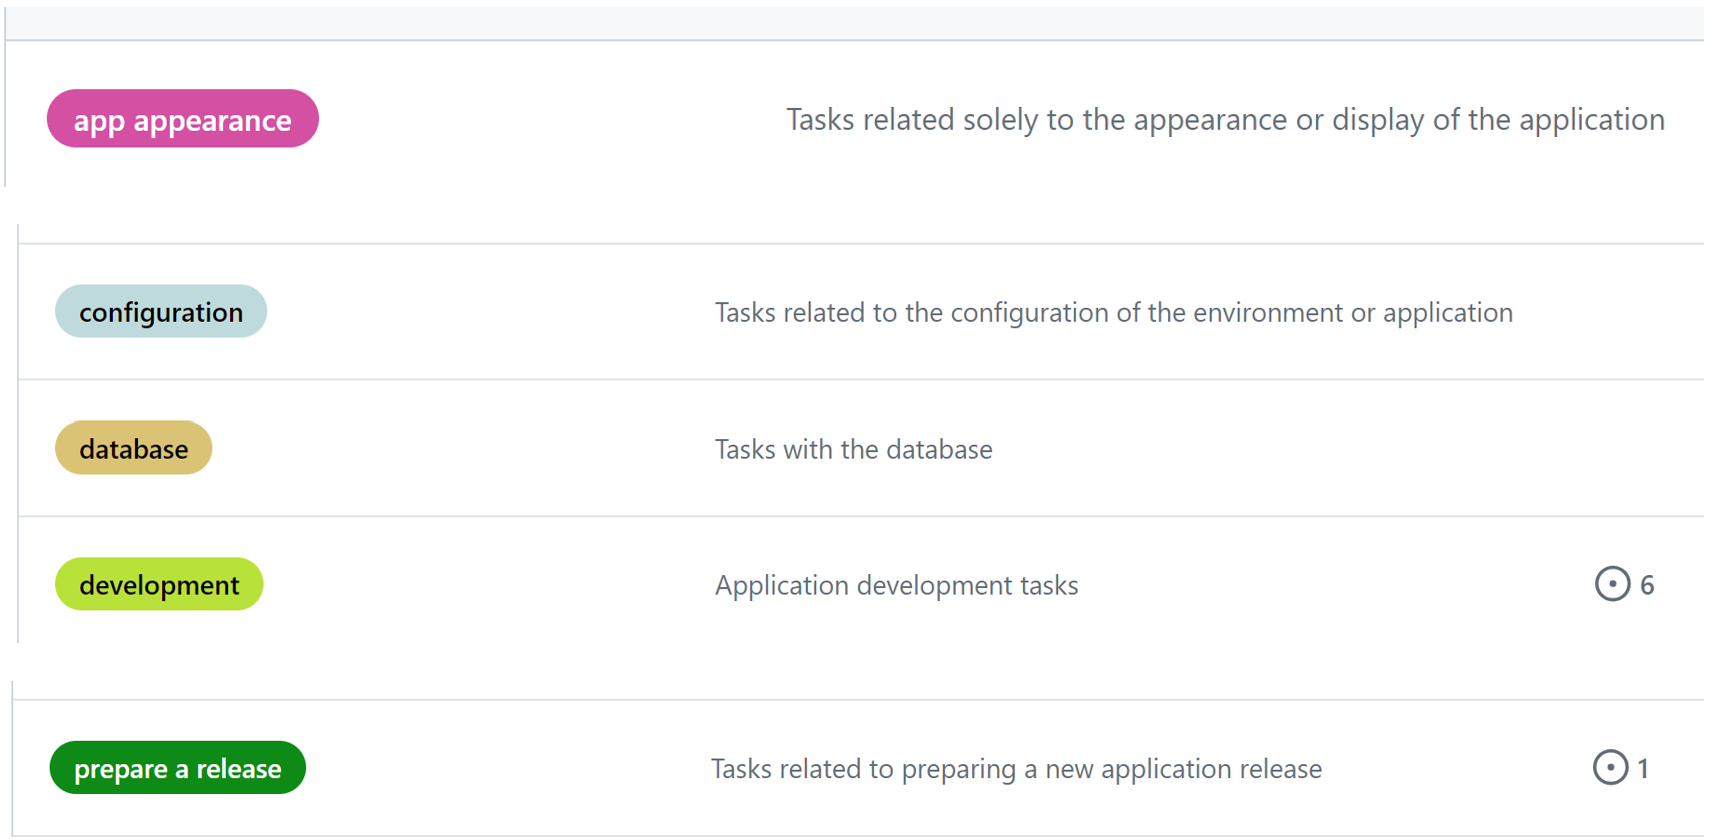 app appearance Tasks related solely to the appearance or display of the application
configuration Tasks related to the configuration of the environment or application
database Tasks with the database
development Application development tasks 6
prepare a release Tasks related to preparing a new application release 1